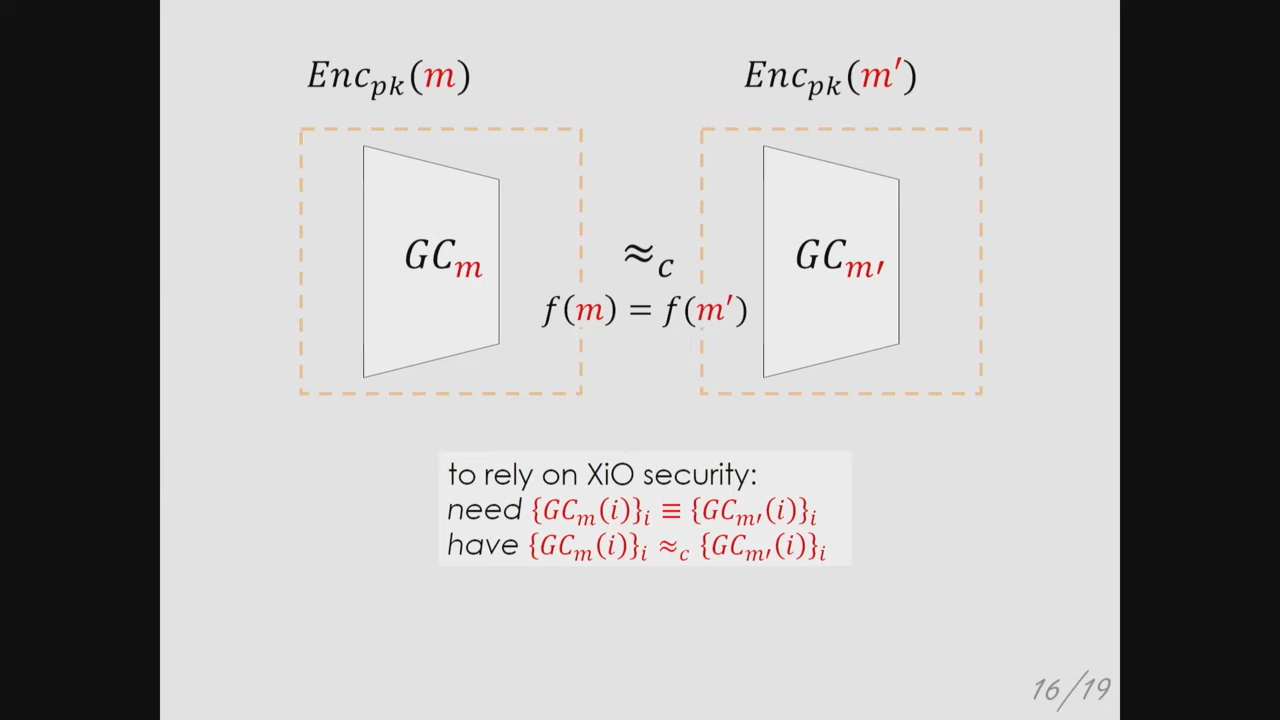 Enc_pk(m)
Enc_pk(m′)
GC_m
≈_c
GC_m′
f(m) = f(m′)
to rely on XiO security:
need {GC_m(i)}_i ≡ {GC_m′(i)}_i
have {GC_m(i)}_i ≈_c {GC_m′(i)}_i
16/19